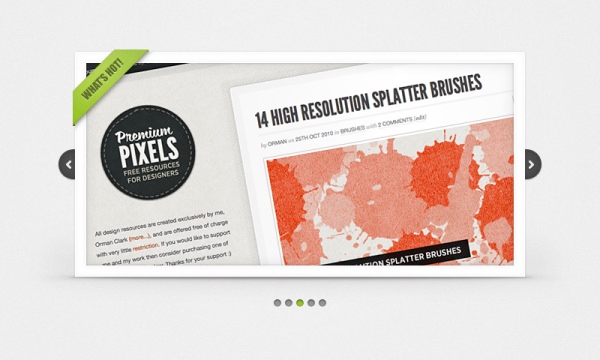 WHAT'S HOT!
Premium
PIXELS
FREE RESOURCES
FOR DESIGNERS
All design resources are created exclusively by me,
Orman Clark (more...), and are offered free of charge
with very little restriction. If you would like to support
me and my work then consider purchasing one of
Thanks for your support :)
14 HIGH RESOLUTION SPLATTER BRUSHES
by ORMAN on 25TH OCT 2010 in BRUSHES with 2 COMMENTS (edit)
SPLATTER BRUSHES